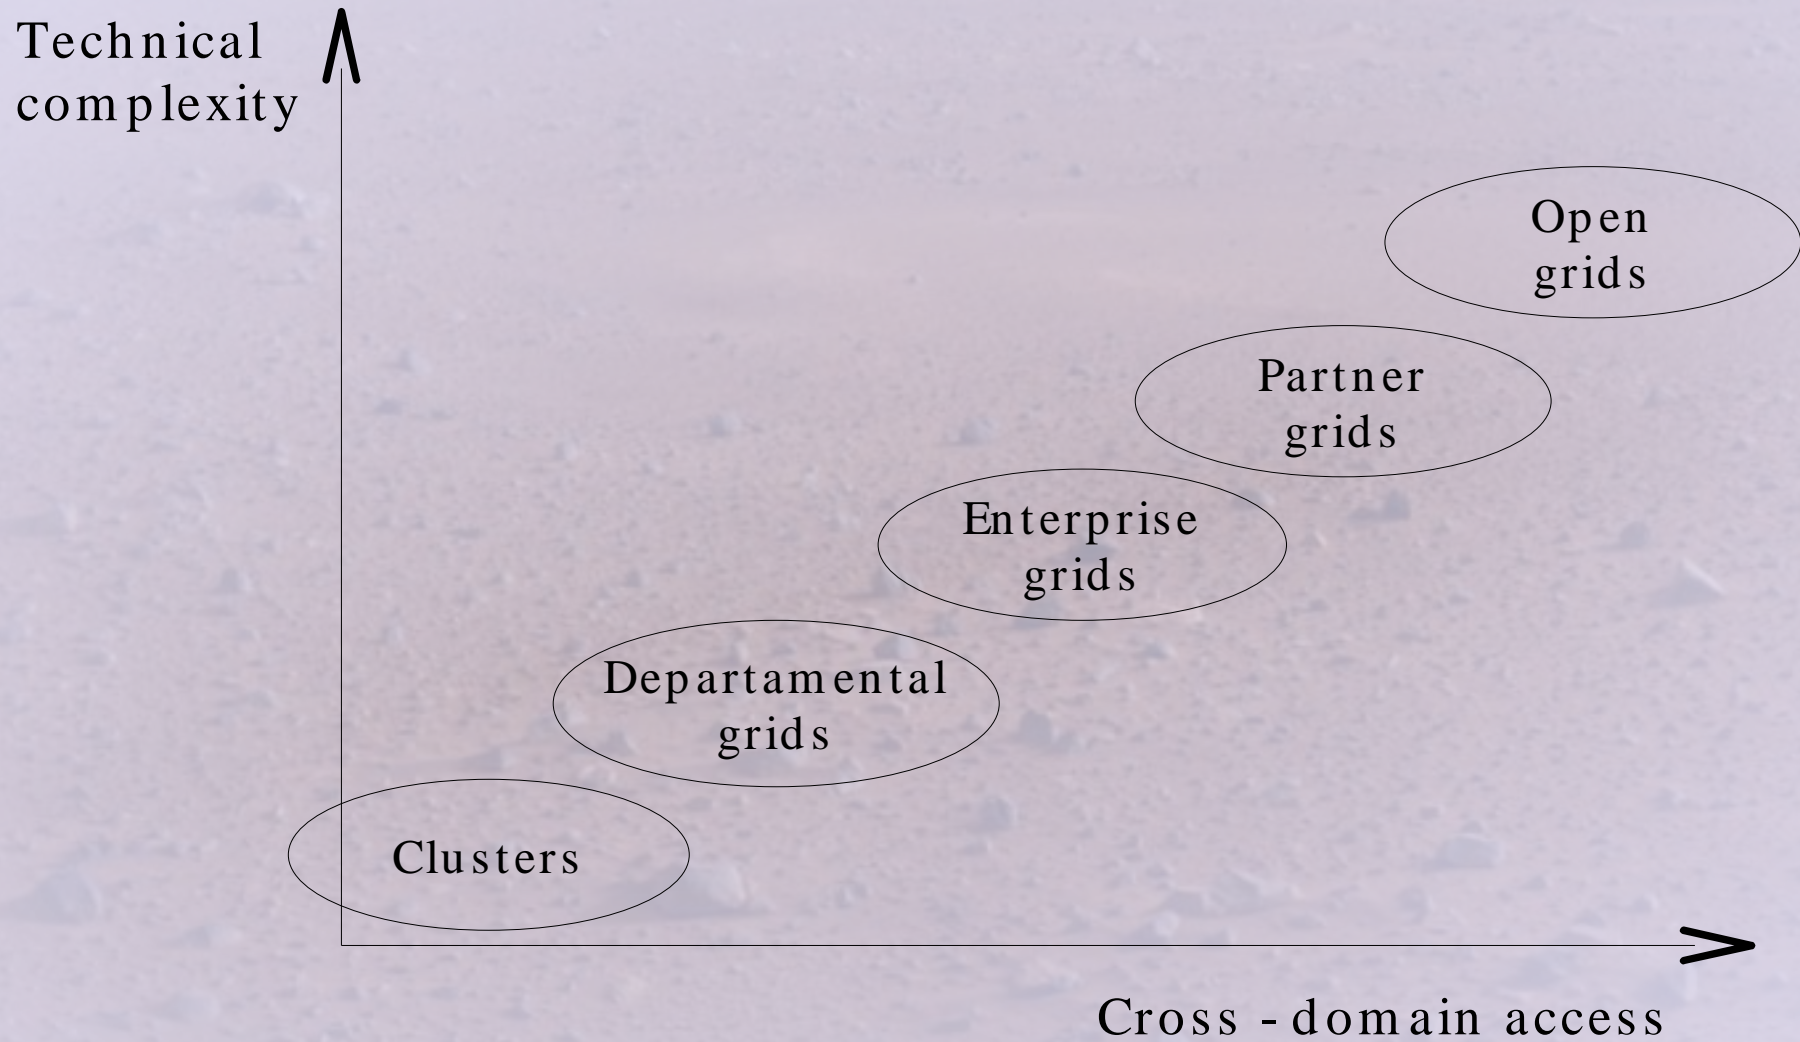 Technical
complexity
Open
grids
Partner
grids
Enterprise
grids
Departamental
grids
Clusters
Cross - domain access